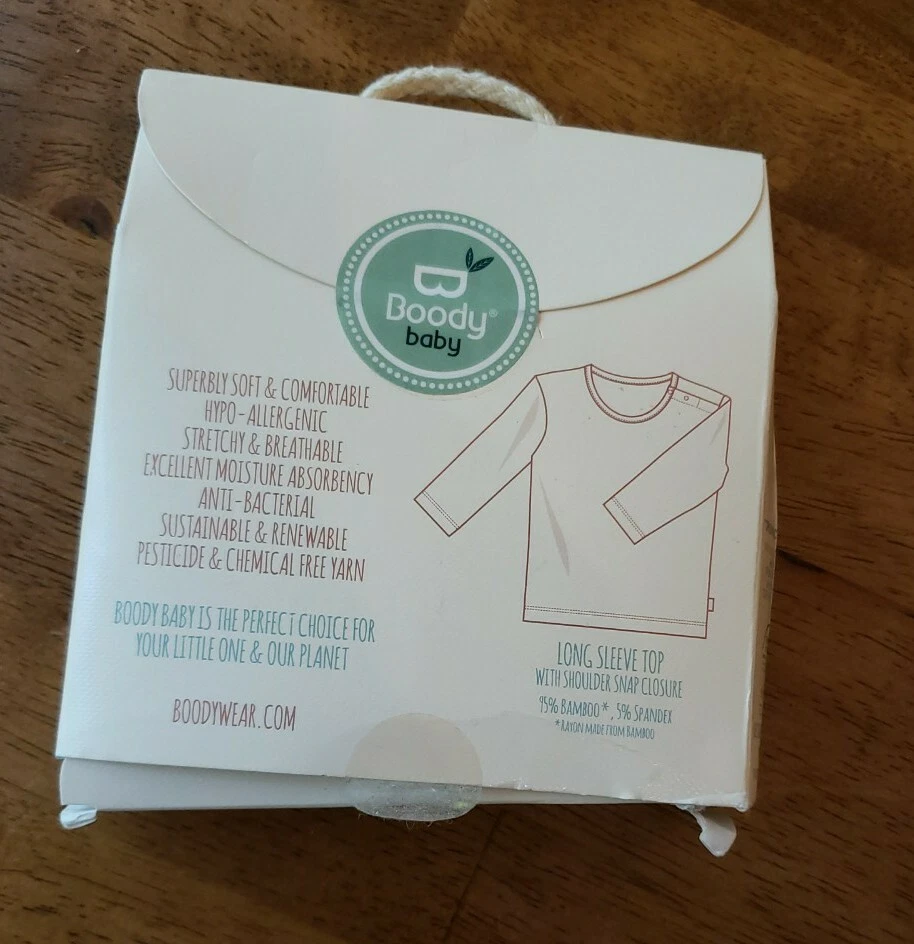 Boody®
baby
SUPERBLY SOFT & COMFORTABLE
HYPO-ALLERGENIC
STRETCHY & BREATHABLE
EXCELLENT MOISTURE ABSORBENCY
ANTI-BACTERIAL
SUSTAINABLE & RENEWABLE
PESTICIDE & CHEMICAL FREE YARN
BOODY BABY IS THE PERFECT CHOICE FOR
YOUR LITTLE ONE & OUR PLANET
BOODYWEAR.COM
LONG SLEEVE TOP
WITH SHOULDER SNAP CLOSURE
95% BAMBOO*, 5% SPANDEX
*RAYON MADE FROM BAMBOO